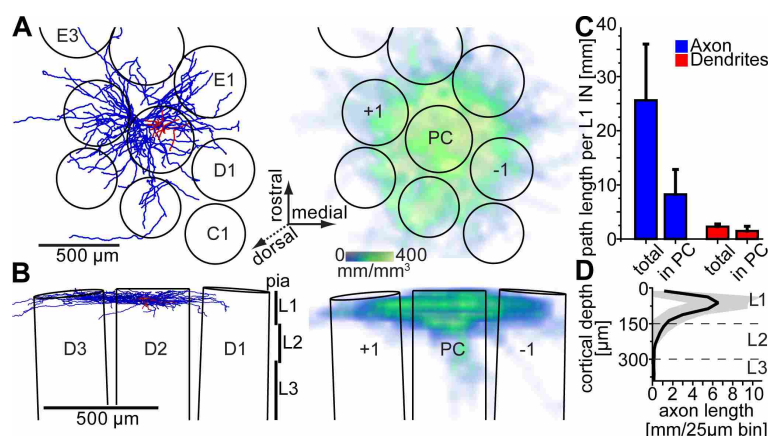 A
E3
E1
D1
C1
500 µm
rostral
medial
dorsal
+1
PC
-1
0 400
mm/mm³
B
pia
L1
L2
L3
D3
D2
D1
500 µm
+1
PC
-1
C
path length per L1 IN [mm]
40
30
20
10
0
Axon
Dendrites
total
in PC
total
in PC
D
cortical depth
[µm]
0
150
300
L1
L2
L3
0 2 4 6 8 10
axon length
[mm/25µm bin]